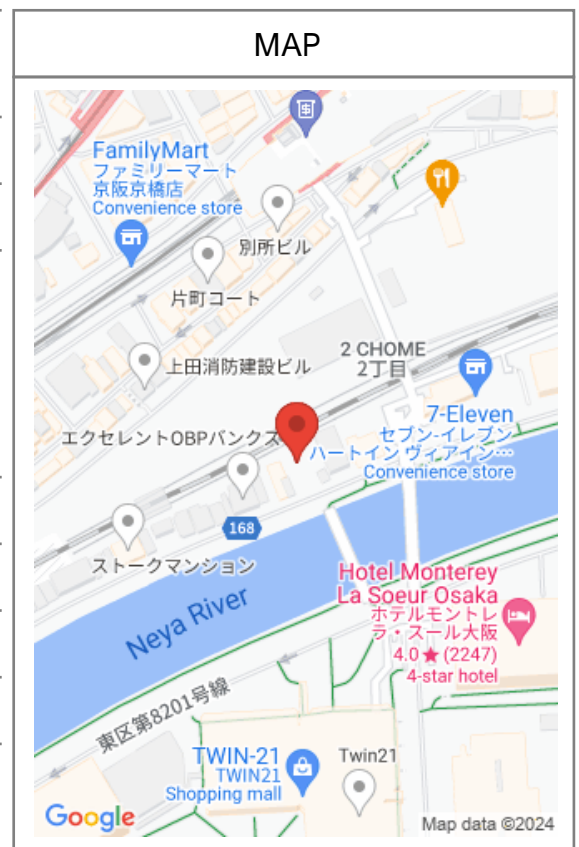 MAP
FamilyMart
ファミリーマート
京阪京橋店
Convenience store
別所ビル
片町コート
上田消防建設ビル
2 CHOME
2丁目
7-Eleven
セブン-イレブン
ハートイン ヴィアイン…
Convenience store
エクセレントOBPバンクス
168
ストークマンション
Neya River
Hotel Monterey
La Soeur Osaka
ホテルモントレ
ラ・スール大阪
4.0★(2247)
4-star hotel
東区第8201号線
TWIN-21
TWIN21
Shopping mall
Twin21
Google
Map data ©2024